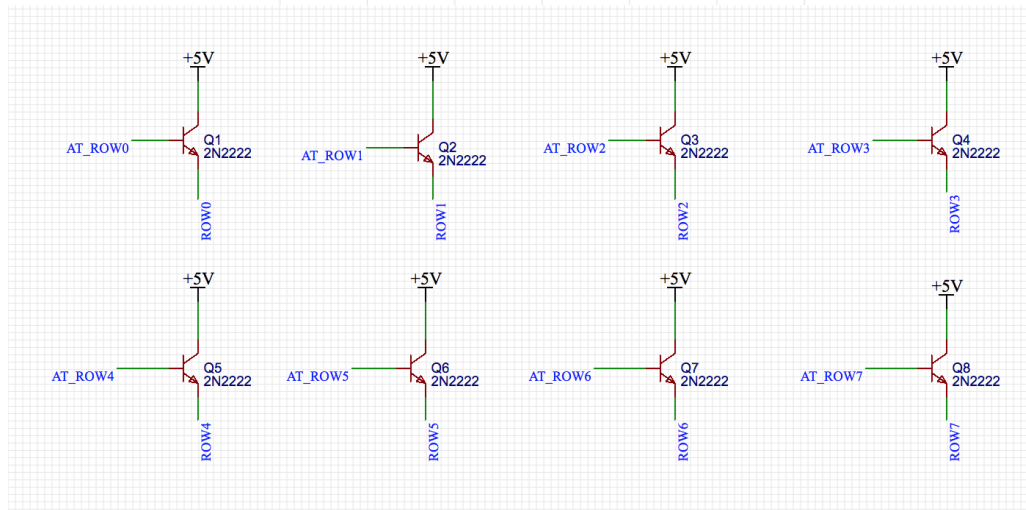 +5V
+5V
+5V
+5V
AT_ROW0
Q1
2N2222
ROW0
AT_ROW1
Q2
2N2222
ROW1
AT_ROW2
Q3
2N2222
ROW2
AT_ROW3
Q4
2N2222
ROW3
+5V
+5V
+5V
+5V
AT_ROW4
Q5
2N2222
ROW4
AT_ROW5
Q6
2N2222
ROW5
AT_ROW6
Q7
2N2222
ROW6
AT_ROW7
Q8
2N2222
ROW7